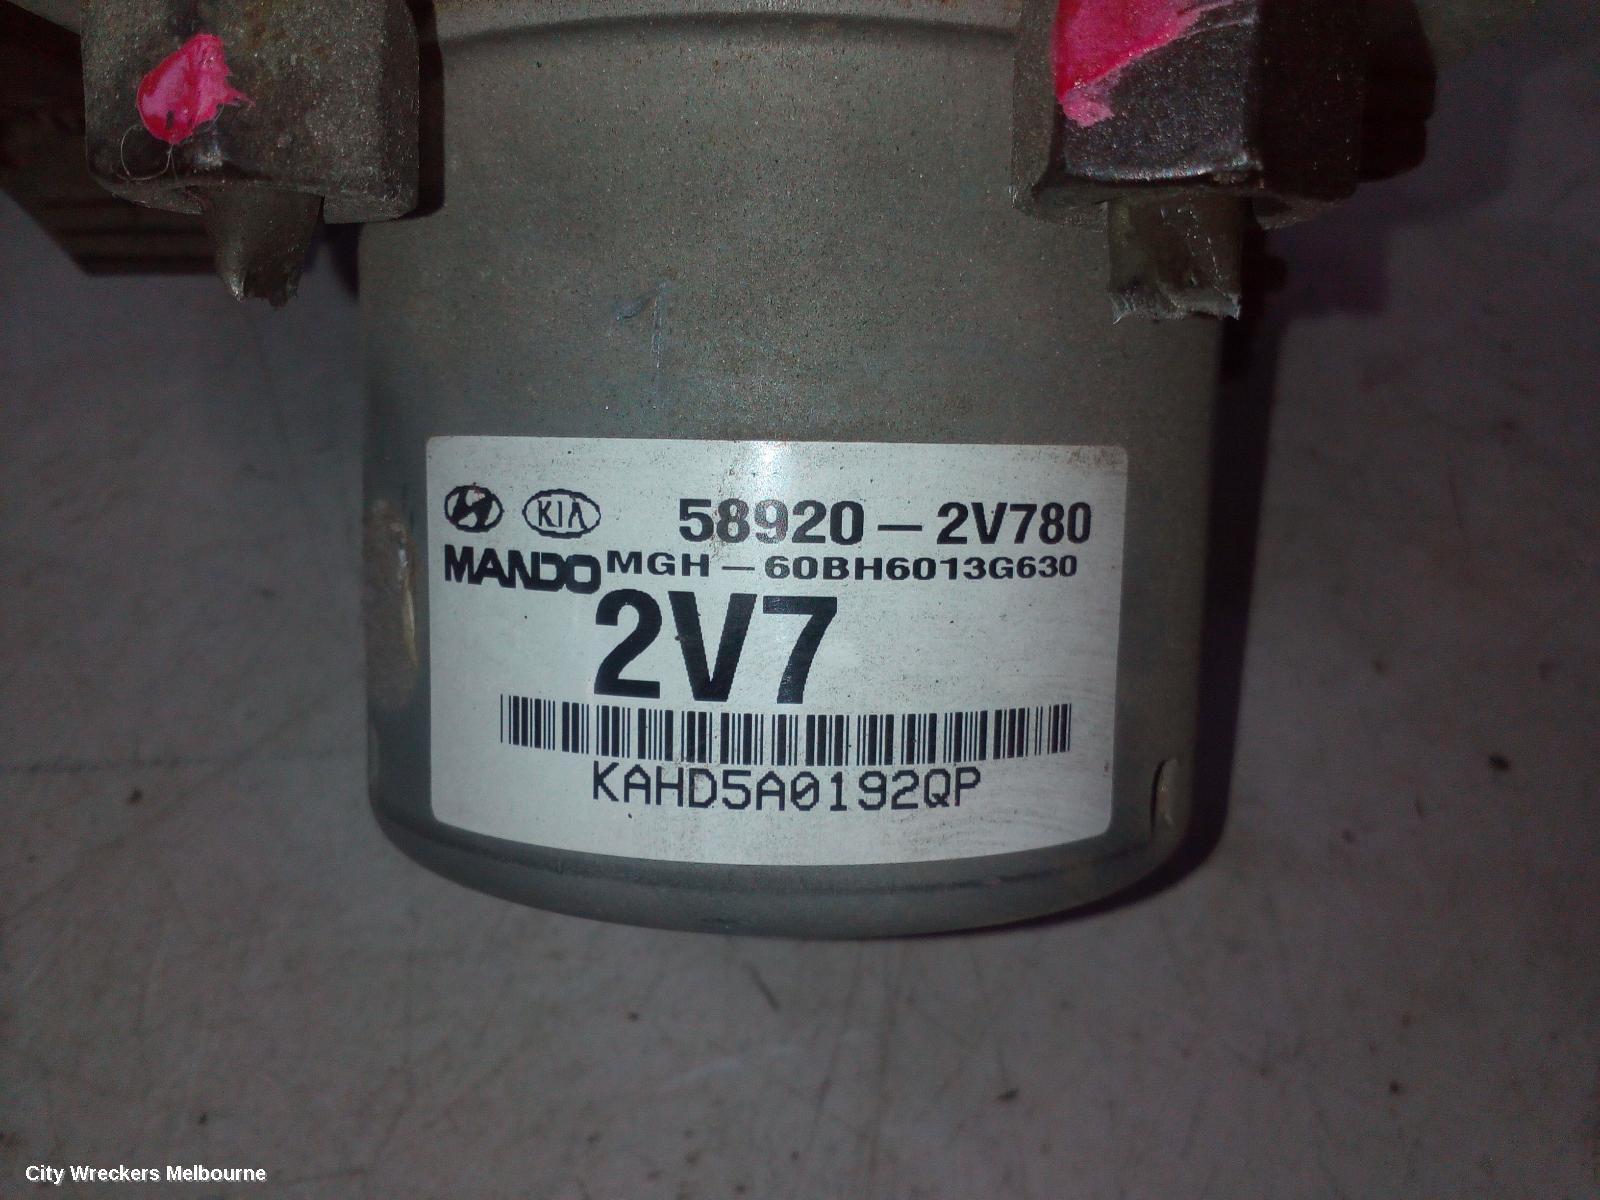 KIA 58920-2V780
MANDO MGH-60BH6013G630
2V7
KAHD5A0192QP
City Wreckers Melbourne